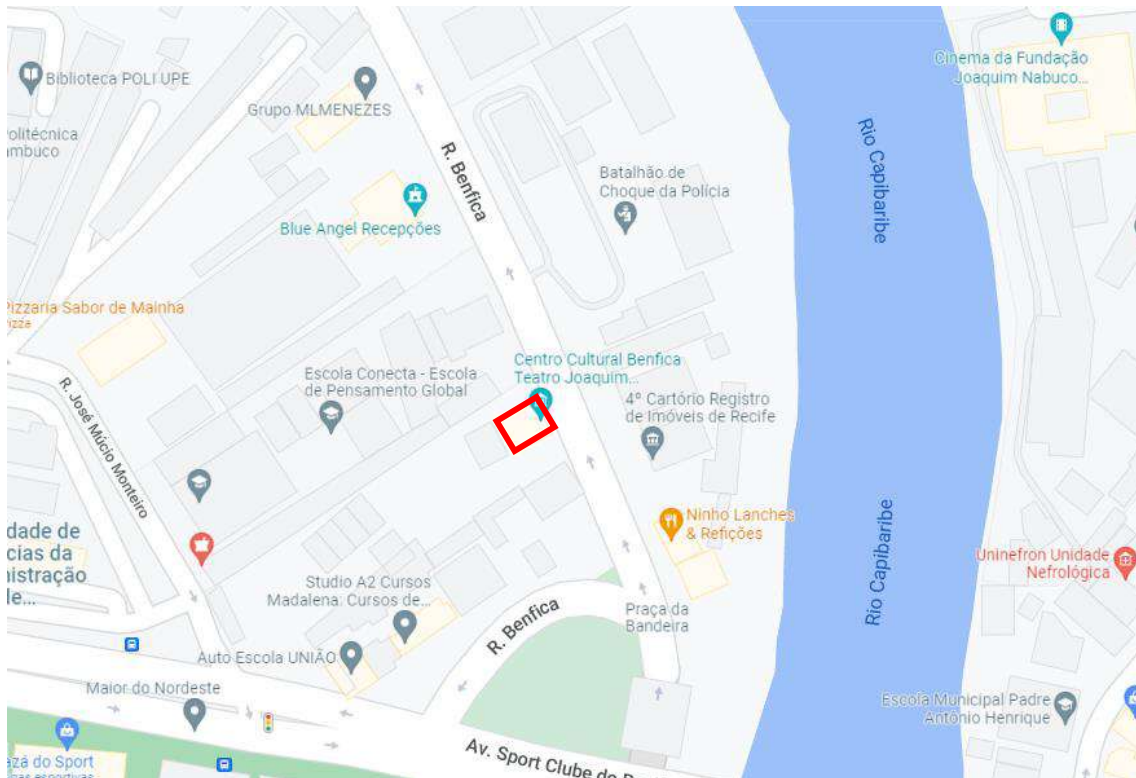 Cinema da Fundação
Joaquim Nabuco...
Biblioteca POLI UPE
Grupo MLMENEZES
olitécnica
ambuco
R. Benfica
Rio Capibaribe
Batalhão de
Choque da Polícia
Blue Angel Recepções
Pizzaria Sabor de Mainha
izza
Centro Cultural Benfica
Teatro Joaquim...
Escola Conecta - Escola
de Pensamento Global
4º Cartório Registro
de Imóveis de Recife
R. José Múcio Monteiro
Rio Capibaribe
Ninho Lanches
& Refições
dade de
cias da
nistração
le...
Uninefron Unidade
Nefrológica
Studio A2 Cursos
Madalena: Cursos de...
R. Benfica
Praça da
Bandeira
Auto Escola UNIÃO
Maior do Nordeste
Escola Municipal Padre
Antônio Henrique
azá do Sport
Av. Sport Clube do